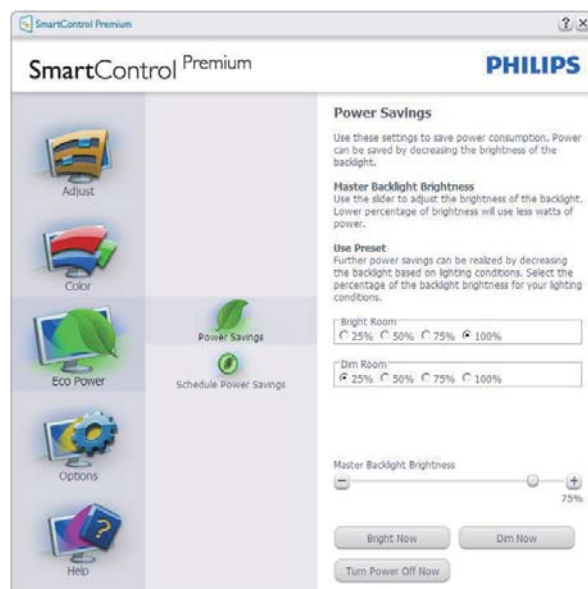 SmartControl Premium
SmartControl Premium
PHILIPS
Adjust
Color
Eco Power
Options
Help
Power Savings
Schedule Power Savings
Power Savings
Use these settings to save power consumption. Power
can be saved by decreasing the brightness of the
backlight.
Master Backlight Brightness
Use the slider to adjust the brightness of the backlight.
Lower percentage of brightness will use less watts of
power.
Use Preset
Further power savings can be realized by decreasing
the backlight based on lighting conditions. Select the
percentage of the backlight brightness for your lighting
conditions.
Bright Room
25% 50% 75% 100%
Dim Room
25% 50% 75% 100%
Master Backlight Brightness
75%
Bright Now
Dim Now
Turn Power Off Now